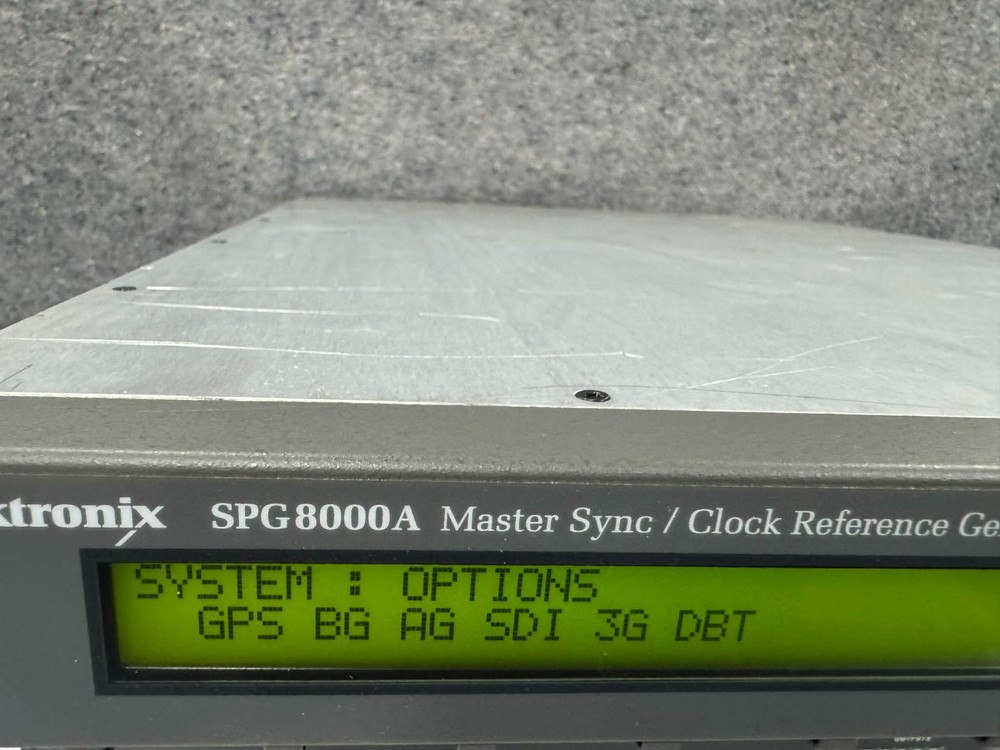 ktronix SPG8000A Master Sync / Clock Reference Ge
SYSTEM : OPTIONS
GPS BG AG SDI 3G DBT